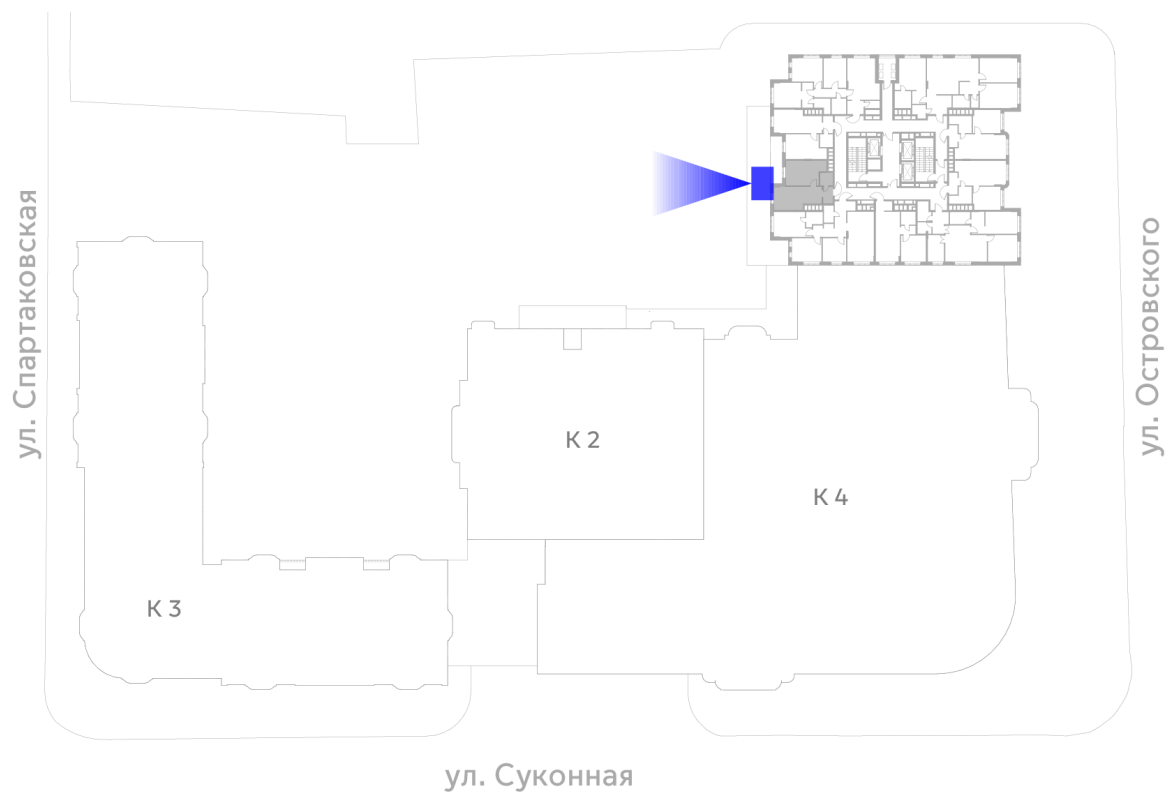 ул. Спартаковская
ул. Островского
К 2
К 4
К 3
ул. Суконная